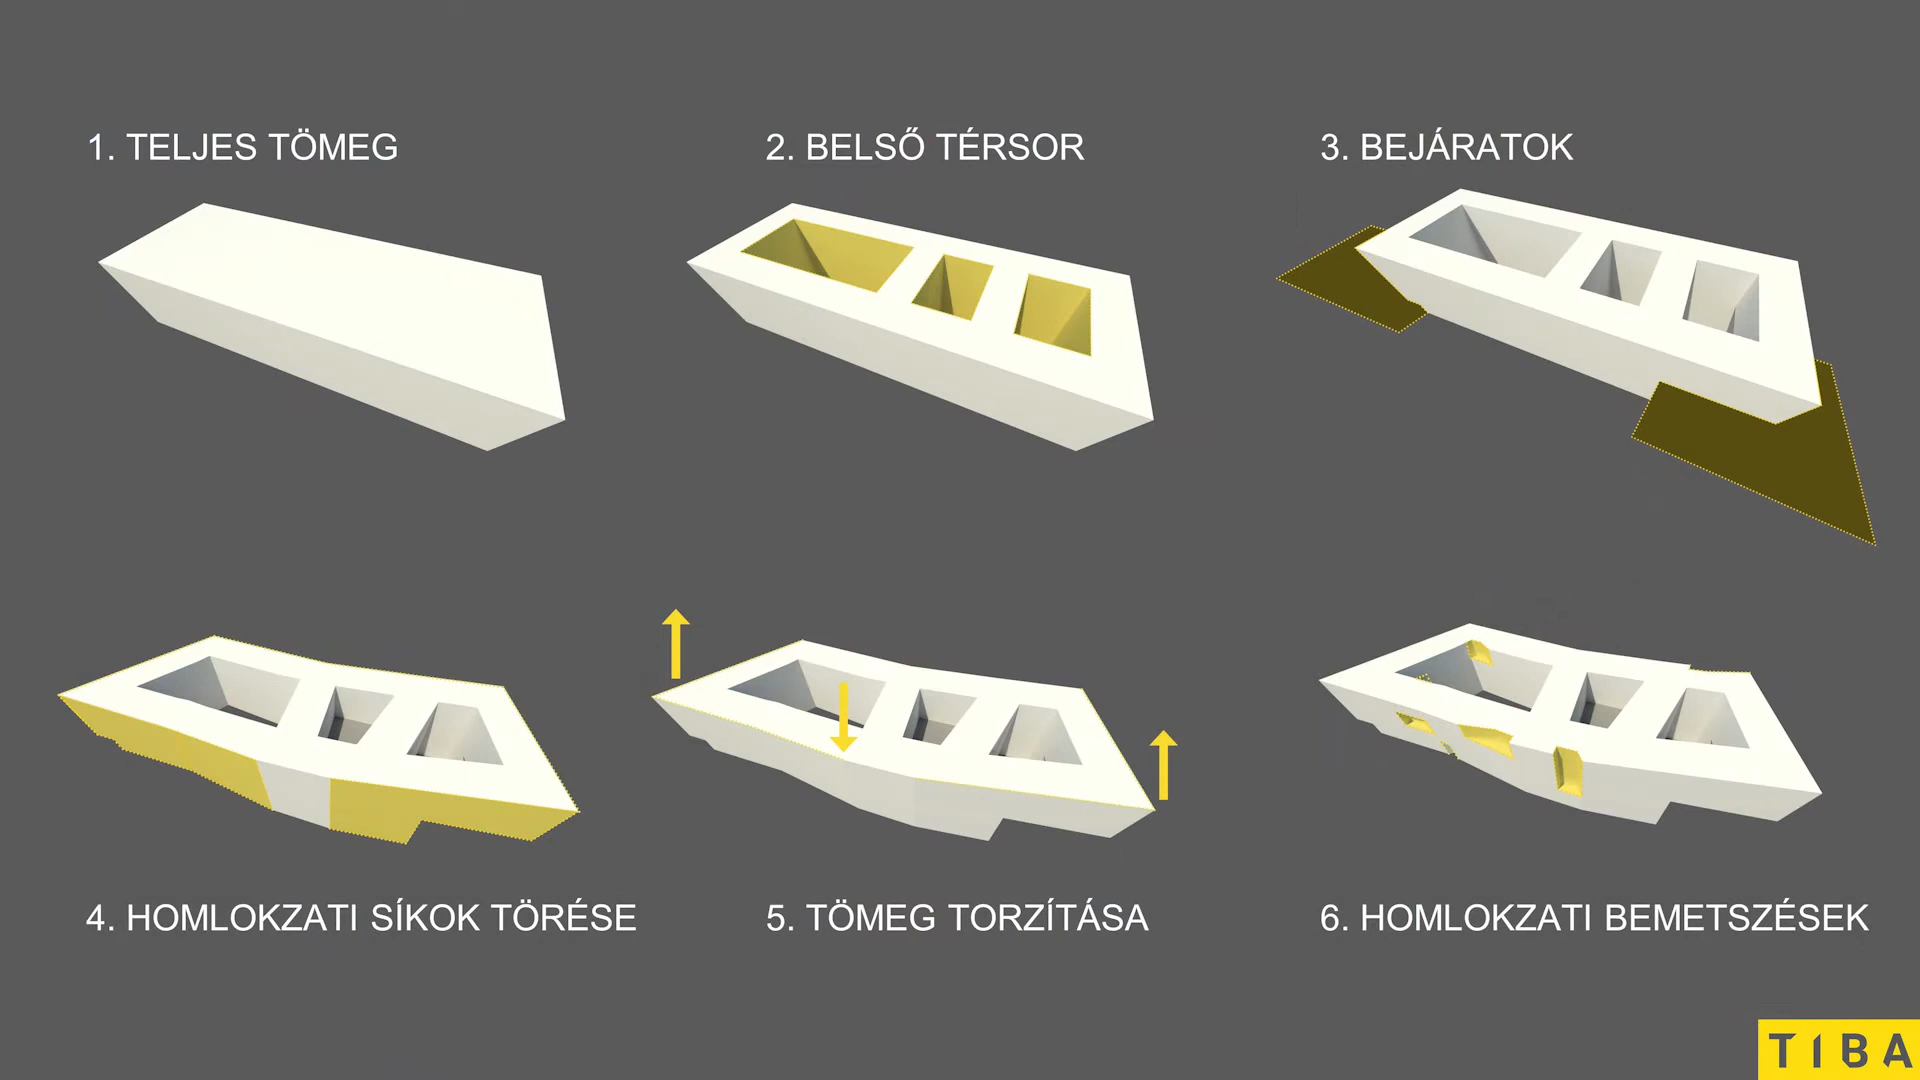 1. TELJES TÖMEG
2. BELSŐ TÉRSOR
3. BEJÁRATOK
4. HOMLOKZATI SÍKOK TÖRÉSE
5. TÖMEG TORZÍTÁSA
6. HOMLOKZATI BEMETSZÉSEK
TIBA